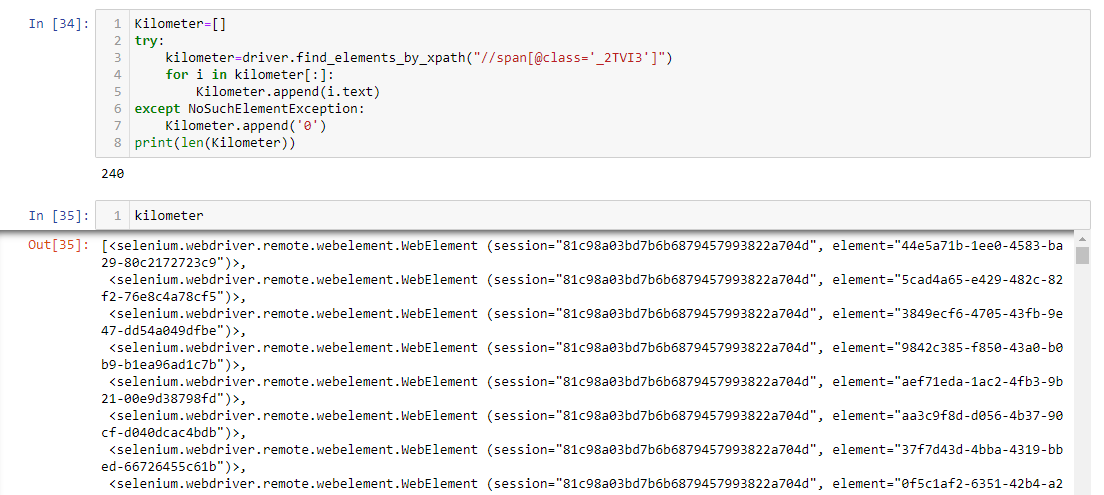 In [34]:
1 Kilometer=[]
2 try:
3     kilometer=driver.find_elements_by_xpath("//span[@class='_2TVI3']")
4     for i in kilometer[:]:
5         Kilometer.append(i.text)
6 except NoSuchElementException:
7     Kilometer.append('0')
8 print(len(Kilometer))
240
In [35]:
1 kilometer
Out[35]:
[<selenium.webdriver.remote.webelement.WebElement (session="81c98a03bd7b6b6879457993822a704d", element="44e5a71b-1ee0-4583-ba
29-80c2172723c9")>,
 <selenium.webdriver.remote.webelement.WebElement (session="81c98a03bd7b6b6879457993822a704d", element="5cad4a65-e429-482c-82
f2-76e8c4a78cf5")>,
 <selenium.webdriver.remote.webelement.WebElement (session="81c98a03bd7b6b6879457993822a704d", element="3849ecf6-4705-43fb-9e
47-dd54a049dfbe")>,
 <selenium.webdriver.remote.webelement.WebElement (session="81c98a03bd7b6b6879457993822a704d", element="9842c385-f850-43a0-b0
b9-b1ea96ad1c7b")>,
 <selenium.webdriver.remote.webelement.WebElement (session="81c98a03bd7b6b6879457993822a704d", element="aef71eda-1ac2-4fb3-9b
21-00e9d38798fd")>,
 <selenium.webdriver.remote.webelement.WebElement (session="81c98a03bd7b6b6879457993822a704d", element="aa3c9f8d-d056-4b37-90
cf-d040dcac4bdb")>,
 <selenium.webdriver.remote.webelement.WebElement (session="81c98a03bd7b6b6879457993822a704d", element="37f7d43d-4bba-4319-bb
ed-66726455c61b")>,
 <selenium.webdriver.remote.webelement.WebElement (session="81c98a03bd7b6b6879457993822a704d", element="0f5c1af2-6351-42b4-a2